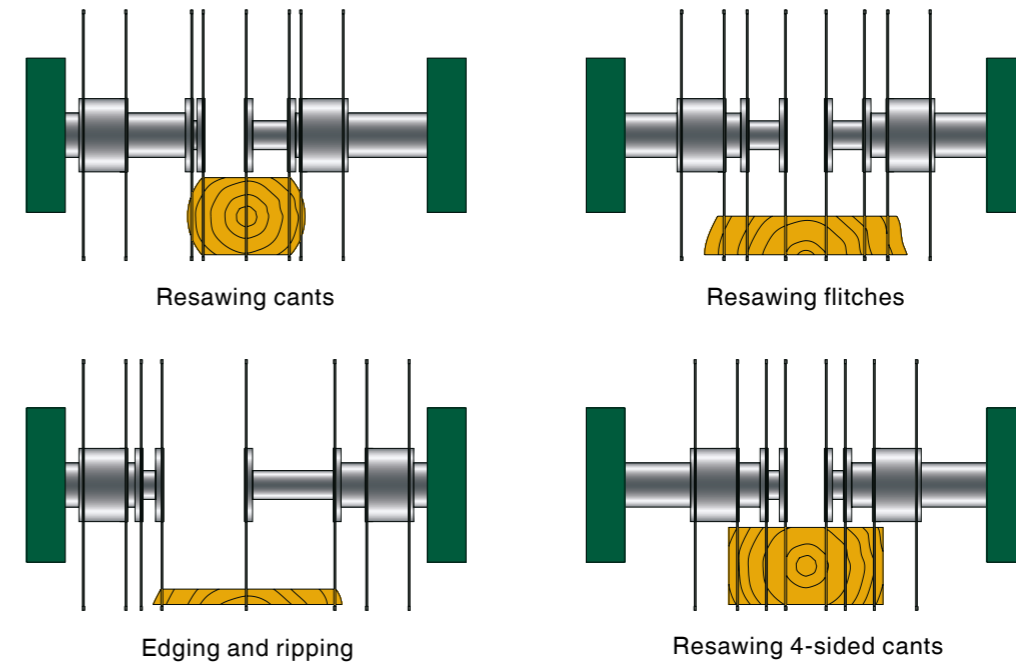 Resawing cants
Resawing flitches
Edging and ripping
Resawing 4-sided cants